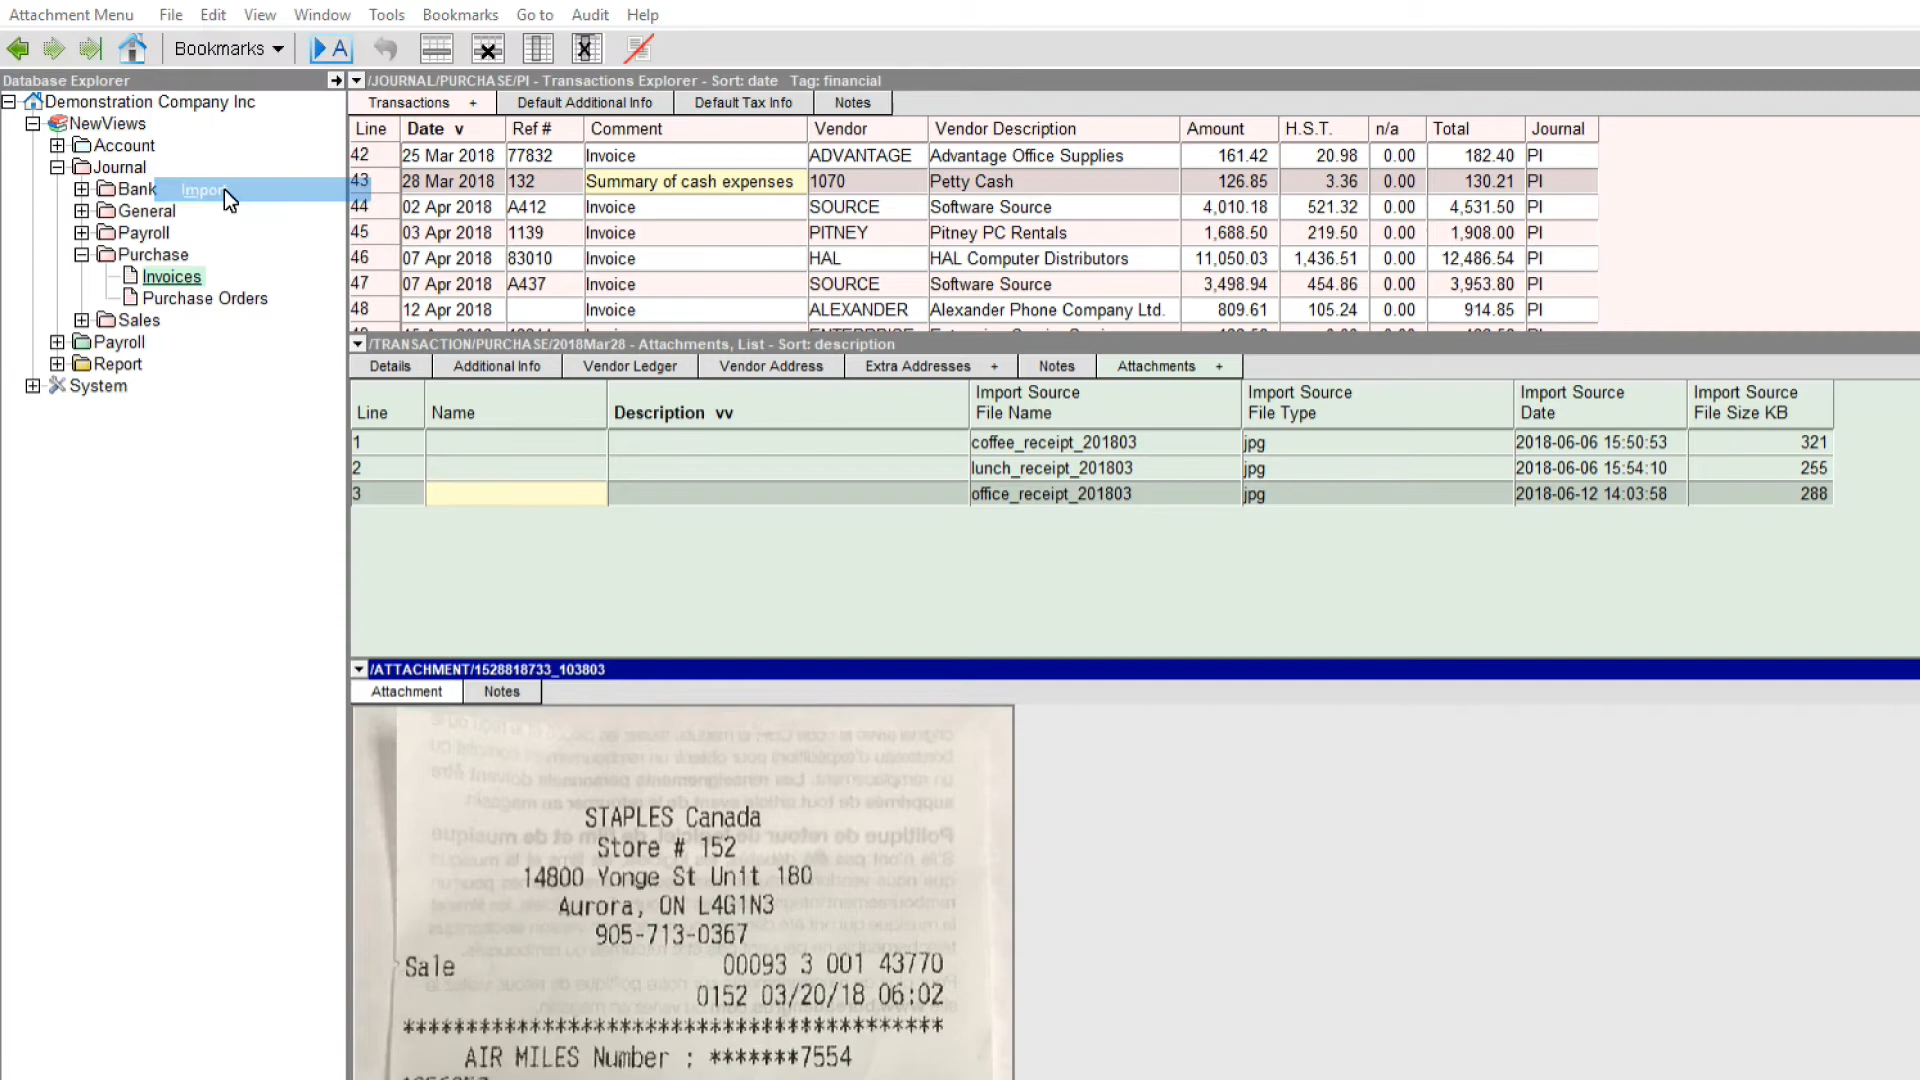 Attachment Menu File Edit View Window Tools Bookmarks Go to Audit Help
Bookmarks A
Database Explorer
Demonstration Company Inc
NewViews
Account
Journal
Bank
Import
General
Payroll
Purchase
Invoices
Purchase Orders
Sales
Payroll
Report
System
/JOURNAL/PURCHASE/PI - Transactions Explorer - Sort: date Tag: financial
Transactions + Default Additional Info Default Tax Info Notes
Line Date v Ref # Comment Vendor Vendor Description Amount H.S.T. n/a Total Journal
42 25 Mar 2018 77832 Invoice ADVANTAGE Advantage Office Supplies 161.42 20.98 0.00 182.40 PI
43 28 Mar 2018 132 Summary of cash expenses 1070 Petty Cash 126.85 3.36 0.00 130.21 PI
44 02 Apr 2018 A412 Invoice SOURCE Software Source 4,010.18 521.32 0.00 4,531.50 PI
45 03 Apr 2018 1139 Invoice PITNEY Pitney PC Rentals 1,688.50 219.50 0.00 1,908.00 PI
46 07 Apr 2018 83010 Invoice HAL HAL Computer Distributors 11,050.03 1,436.51 0.00 12,486.54 PI
47 07 Apr 2018 A437 Invoice SOURCE Software Source 3,498.94 454.86 0.00 3,953.80 PI
48 12 Apr 2018 Invoice ALEXANDER Alexander Phone Company Ltd. 809.61 105.24 0.00 914.85 PI
/TRANSACTION/PURCHASE/2018Mar28 - Attachments, List - Sort: description
Details Additional Info Vendor Ledger Vendor Address Extra Addresses + Notes Attachments +
Line Name Description vv Import Source File Name Import Source File Type Import Source Date Import Source File Size KB
1 coffee_receipt_201803 jpg 2018-06-06 15:50:53 321
2 lunch_receipt_201803 jpg 2018-06-06 15:54:10 255
3 office_receipt_201803 jpg 2018-06-12 14:03:58 288
/ATTACHMENT/1528818733_103803
Attachment Notes
STAPLES Canada
Store # 152
14800 Yonge St Unit 180
Aurora, ON L4G1N3
905-713-0367
Sale 00093 3 001 43770
0152 03/20/18 06:02
*****************************************
AIR MILES Number : *******7554